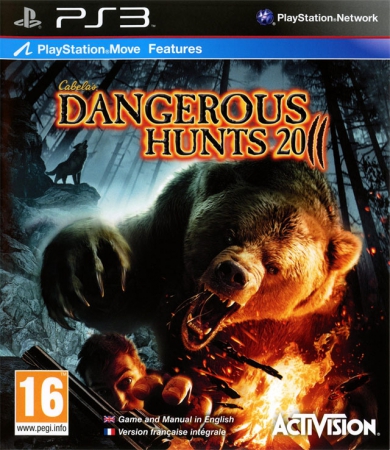 PS3
PlayStation®Network
PlayStation®Move Features
Cabela's
DANGEROUS
HUNTS 2011
16
www.pegi.info
Game and Manual in English
Version française intégrale
ACTIVISION